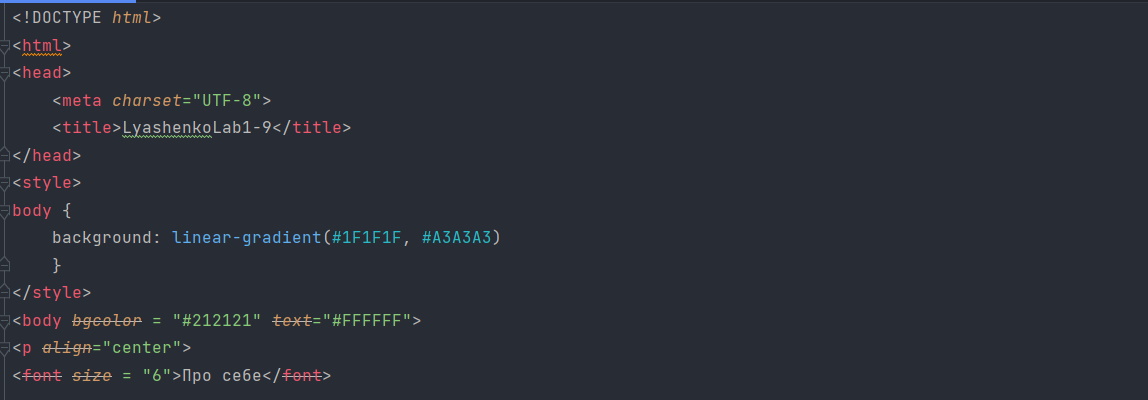 <!DOCTYPE html>
<html>
<head>
    <meta charset="UTF-8">
    <title>LyashenkoLab1-9</title>
</head>
<style>
body {
    background: linear-gradient(#1F1F1F, #A3A3A3)
    }
</style>
<body bgcolor = "#212121" text="#FFFFFF">
<p align="center">
<font size = "6">Про себе</font>